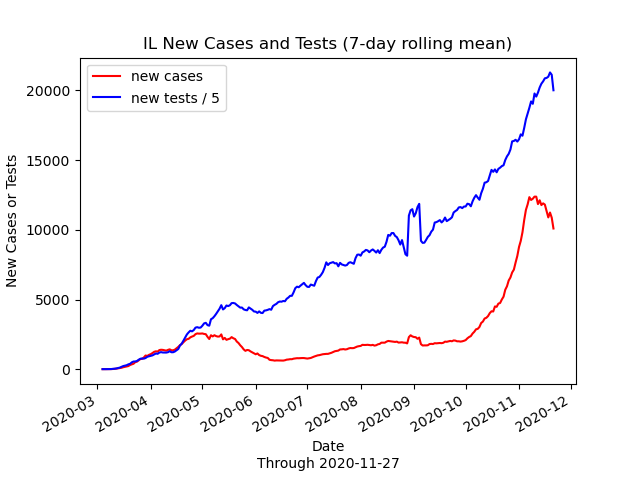 IL New Cases and Tests (7-day rolling mean)
new cases
new tests / 5
New Cases or Tests
20000
15000
10000
5000
0
2020-03
2020-04
2020-05
2020-06
2020-07
2020-08
2020-09
2020-10
2020-11
2020-12
Date
Through 2020-11-27